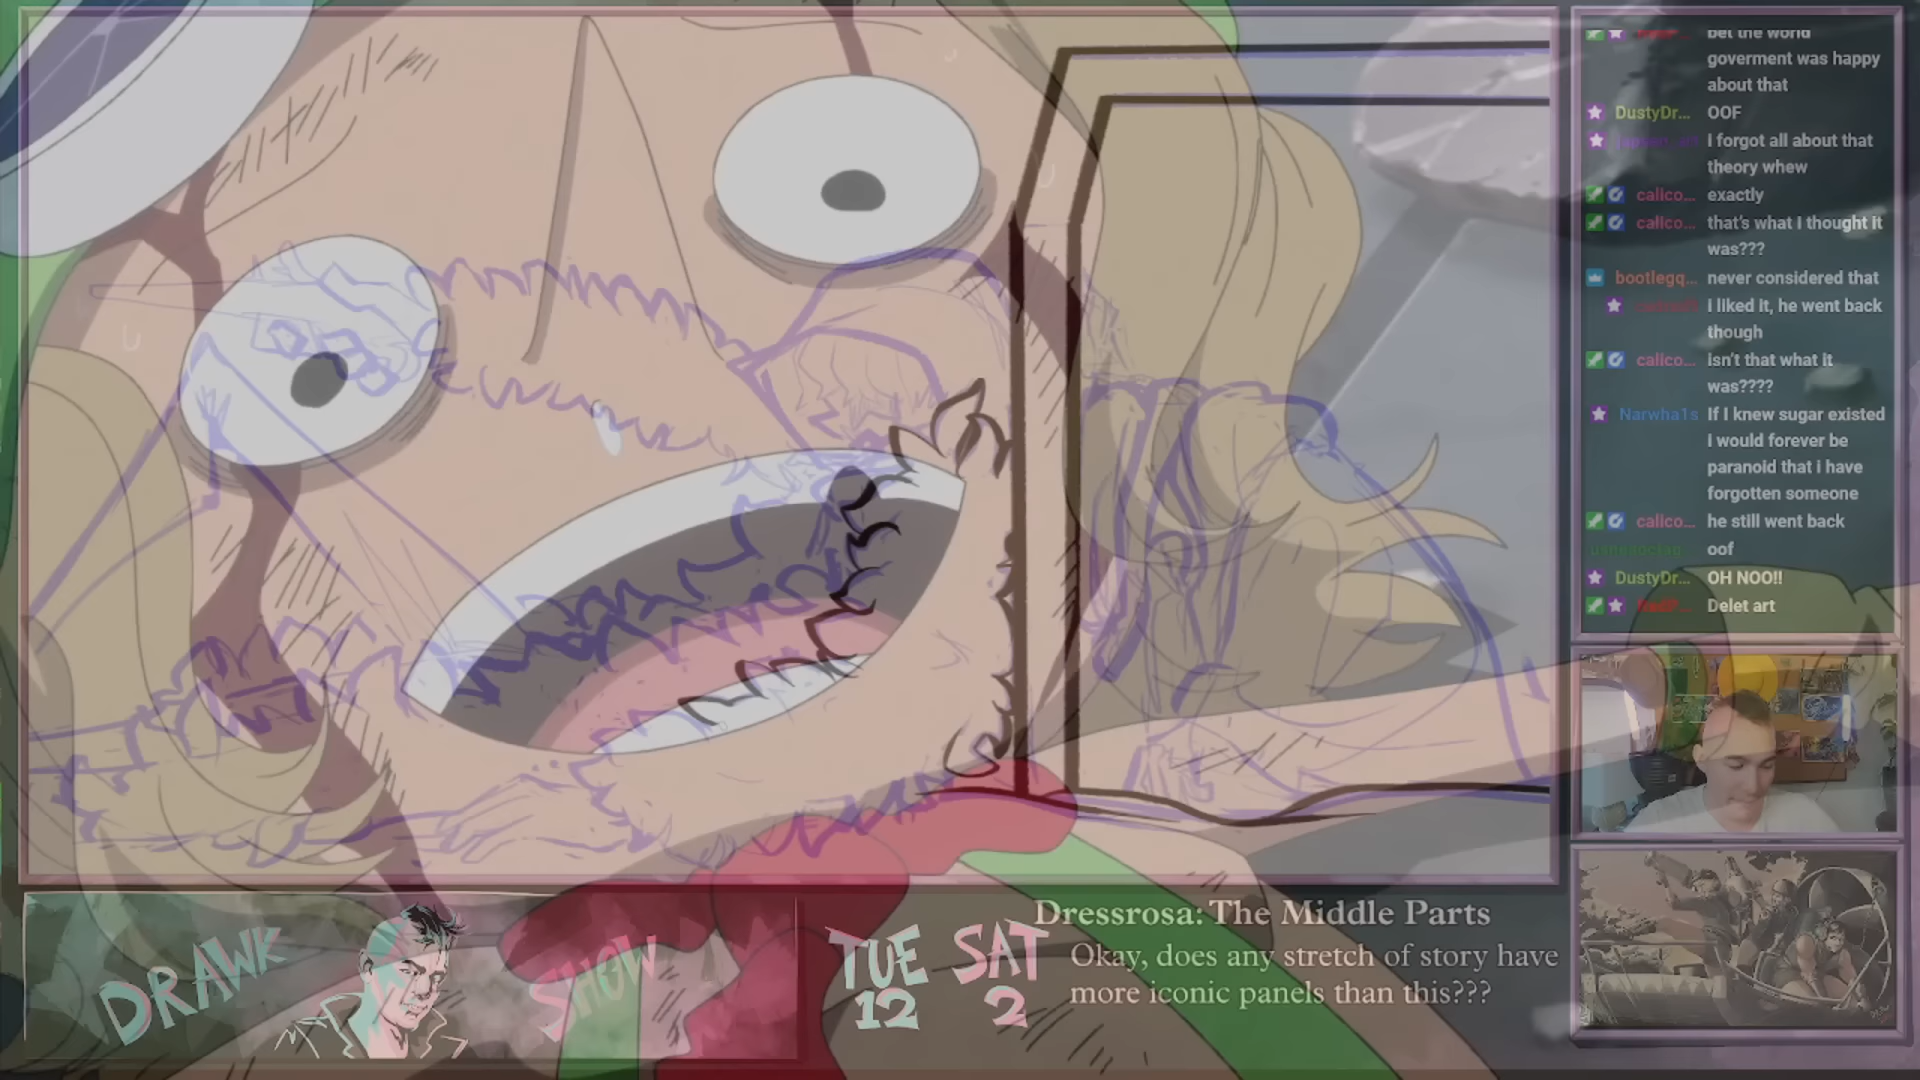 bet the world
goverment was happy
about that
DustyDr... OOF
I forgot all about that
theory whew
calico... exactly
calico... that's what I thought it
was???
bootlegq... never considered that
I liked it, he went back
though
calico... Isn't that what it
was????
Narwha1s If I knew sugar existed
I would forever be
paranoid that i have
forgotten someone
calico... he still went back
oof
DustyDr... OH NOO!!
Delet art
DRAWK SHOW
TUE SAT
12 2
Dressrosa: The Middle Parts
Okay, does any stretch of story have
more iconic panels than this???